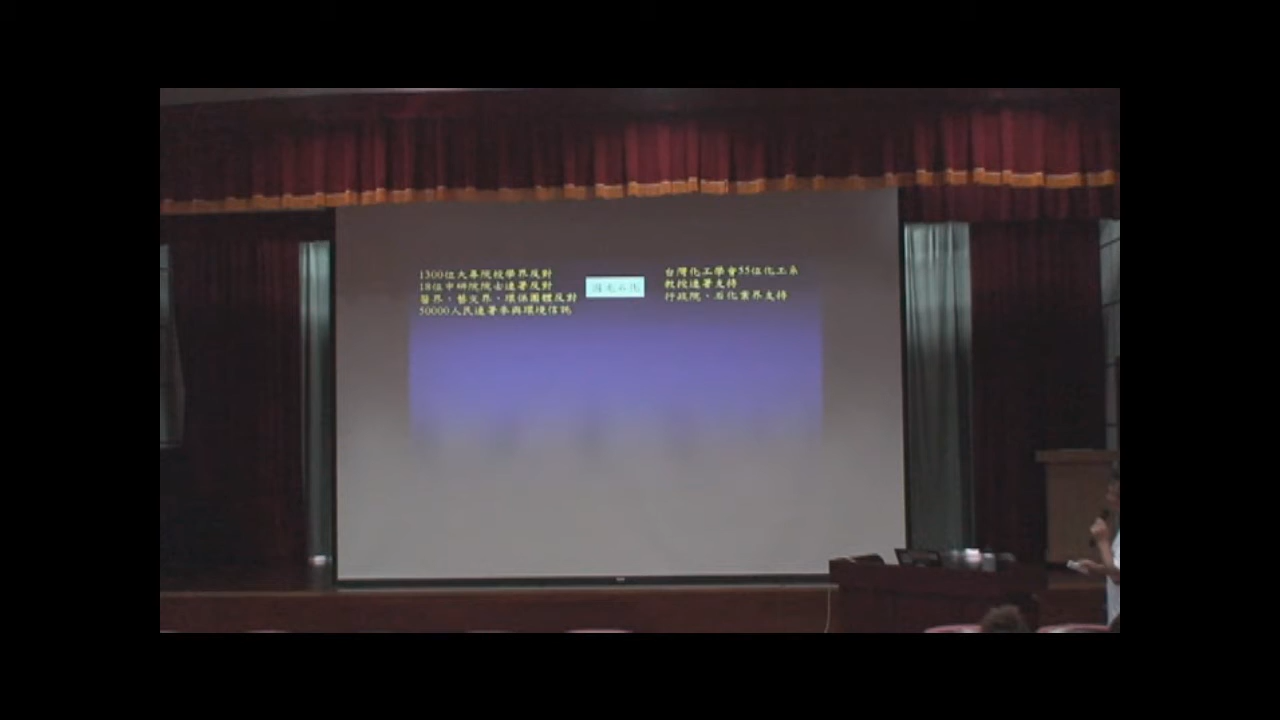 1300位大專院校學界反對
18位中研院院士連署反對
醫界、藝文界、環保團體反對
50000人民連署參與環境信託
國光石化
台灣化工學會55位化工系
教授連署支持
行政院、石化業界支持